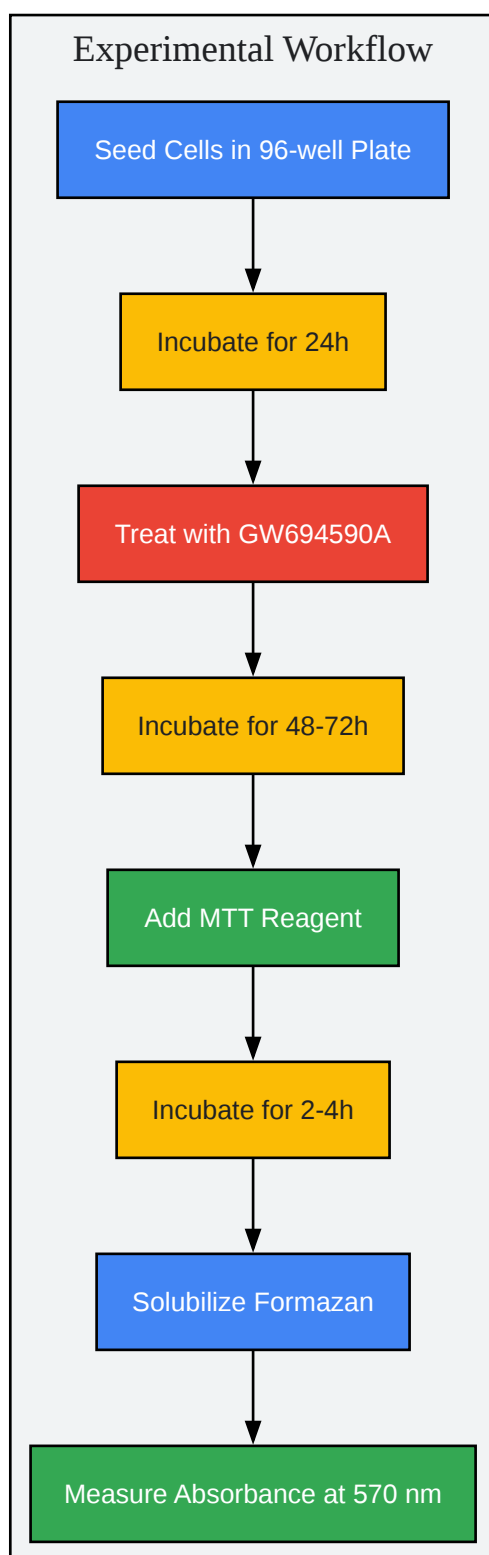 Experimental Workflow
Seed Cells in 96-well Plate
Incubate for 24h
Treat with GW694590A
Incubate for 48-72h
Add MTT Reagent
Incubate for 2-4h
Solubilize Formazan
Measure Absorbance at 570 nm